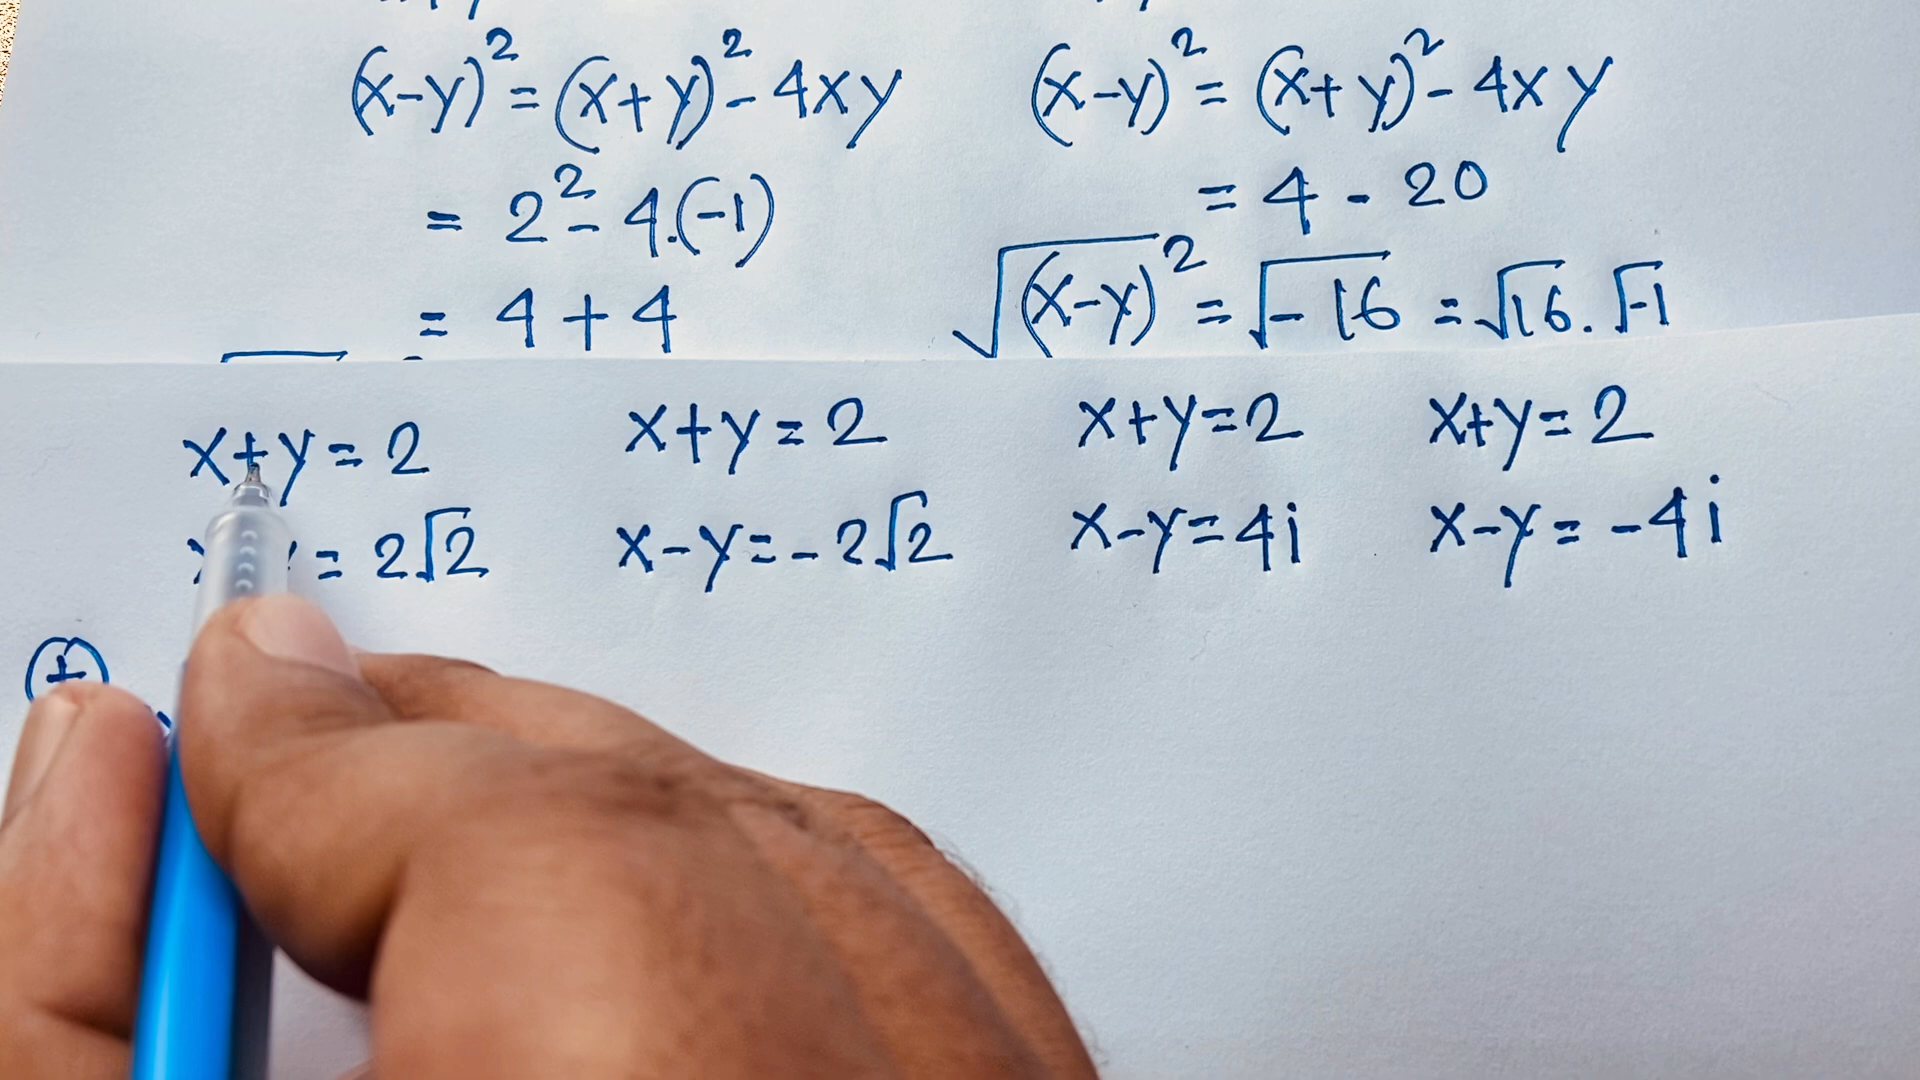 (x-y)² = (x+y)² - 4xy
= 2² - 4.(-1)
= 4 + 4
(x-y)² = (x+y)² - 4xy
= 4 - 20
√(x-y)² = √-16 = √16 . √-1
x+y = 2
= 2√2
x+y = 2
x-y = -2√2
x+y = 2
x-y = 4i
x+y = 2
x-y = -4i
(+)